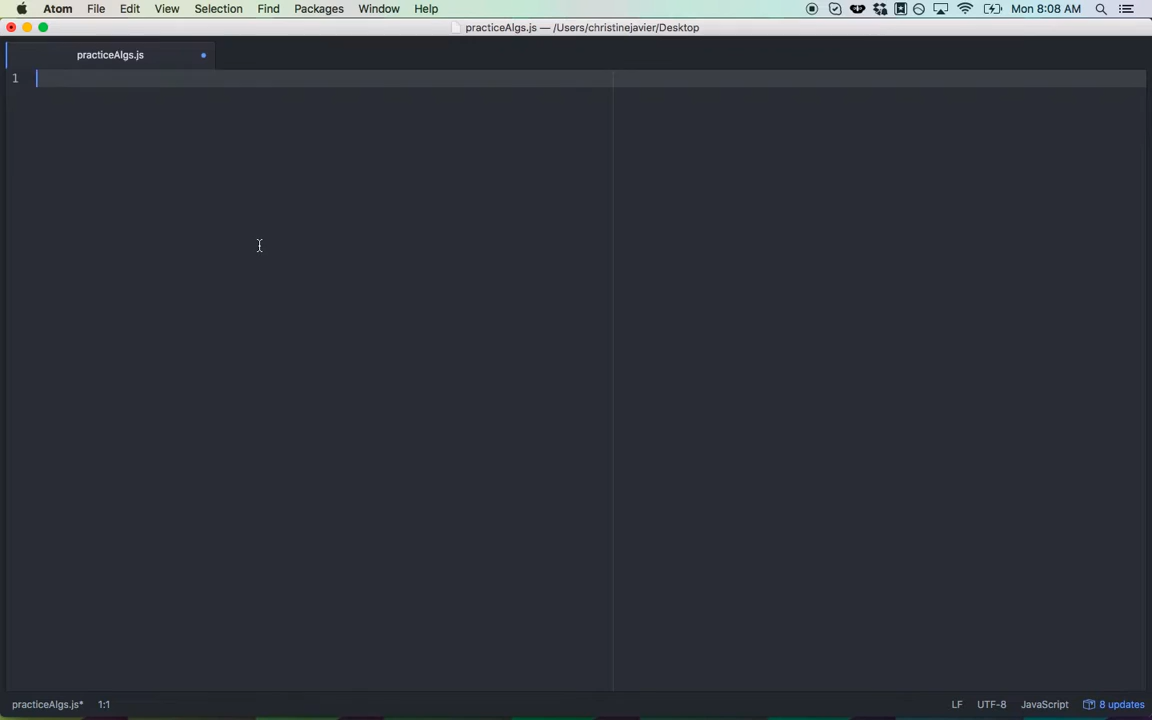 Atom File Edit View Selection Find Packages Window Help Mon 8:08 AM
practiceAlgs.js — /Users/christinejavier/Desktop
practiceAlgs.js
1
practiceAlgs.js* 1:1 LF UTF-8 JavaScript 8 updates